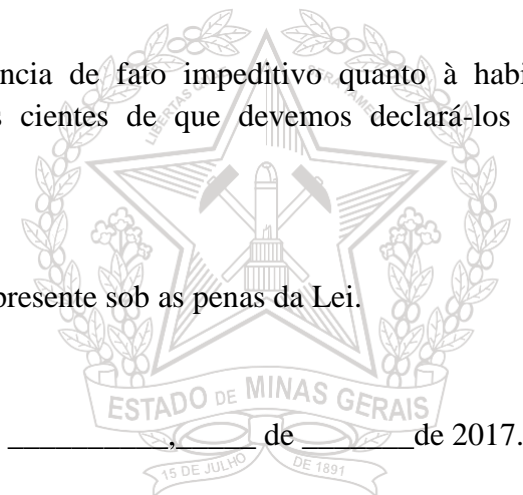 ncia de fato impeditivo quanto à habi
s cientes de que devemos declará-los
presente sob as penas da Lei.
ESTADO DE MINAS GERAIS
__________,_____ de _______de 2017.
15 DE JULHO DE 1891